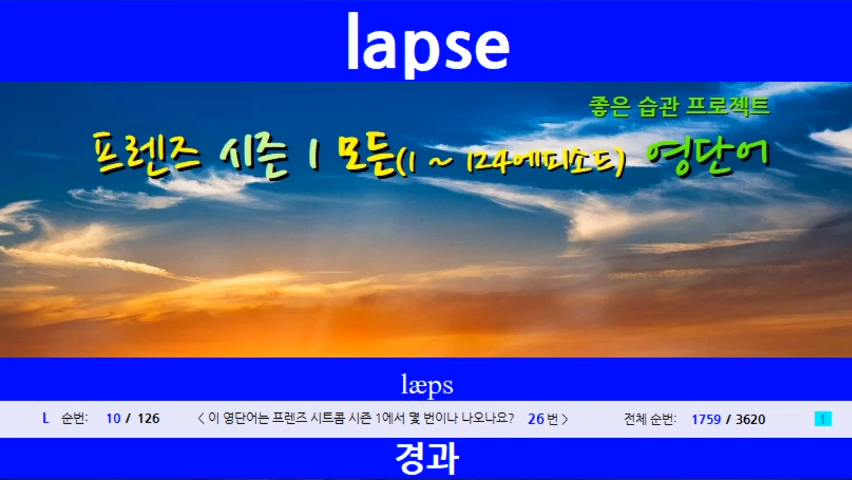 lapse
좋은 습관 프로젝트
프렌즈 시즌 1 모든(1 ~ 124에피소드) 영단어
læps
L 순번: 10 / 126 < 이 영단어는 프렌즈 시트콤 시즌 1에서 몇 번이나 나오나요? 26 번 > 전체 순번: 1759 / 3620 1
경과